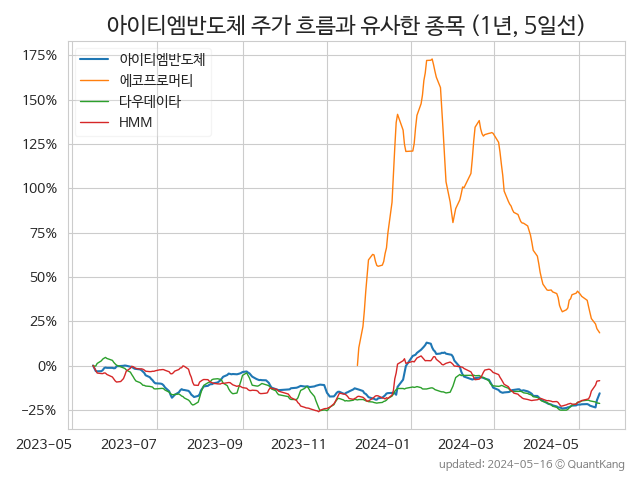 아이티엠반도체 주가 흐름과 유사한 종목 (1년, 5일선)
175%
150%
125%
100%
75%
50%
25%
0%
−25%
아이티엠반도체
에코프로머티
다우데이타
HMM
2023-05 2023-07 2023-09 2023-11 2024-01 2024-03 2024-05
updated: 2024-05-16 © QuantKang